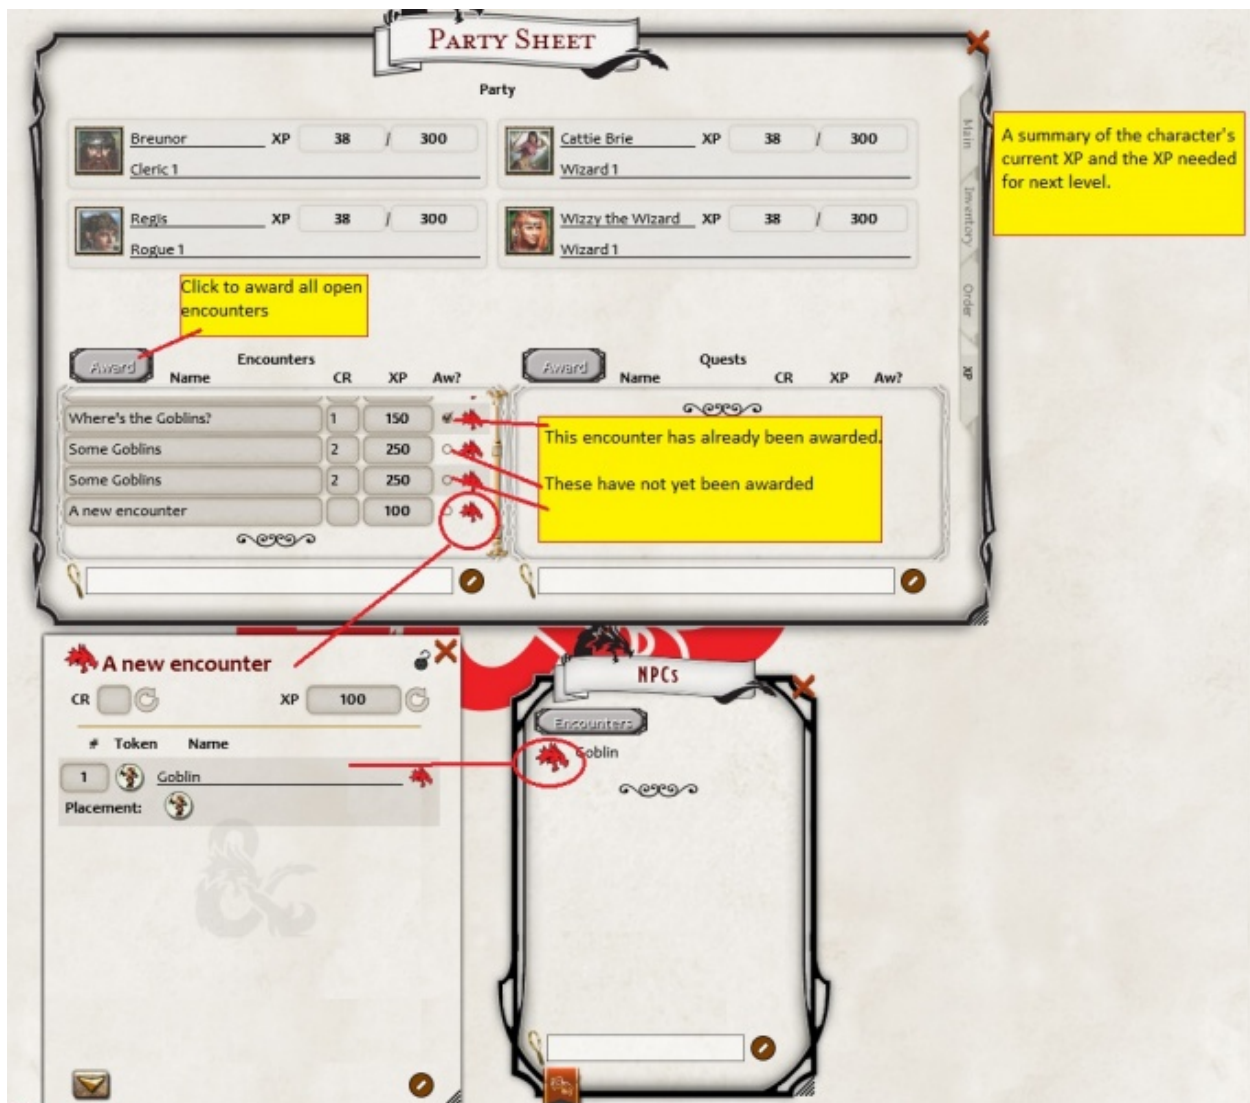 PARTY SHEET
Party
Breunor XP 38 / 300
Cleric 1
Cattie Brie XP 38 / 300
Wizard 1
Regis XP 38 / 300
Rogue 1
Wizzy the Wizard XP 38 / 300
Wizard 1
Main
Inventory
Order
XP
A summary of the character's
current XP and the XP needed
for next level.
Click to award all open
encounters
Award
Encounters
Name CR XP Aw?
Where's the Goblins? 1 150
Some Goblins 2 250
Some Goblins 2 250
A new encounter 100
Award
Quests
Name CR XP Aw?
This encounter has already been awarded.
These have not yet been awarded
A new encounter
CR XP 100
# Token Name
1 Goblin
Placement:
NPCs
Encounters
Goblin